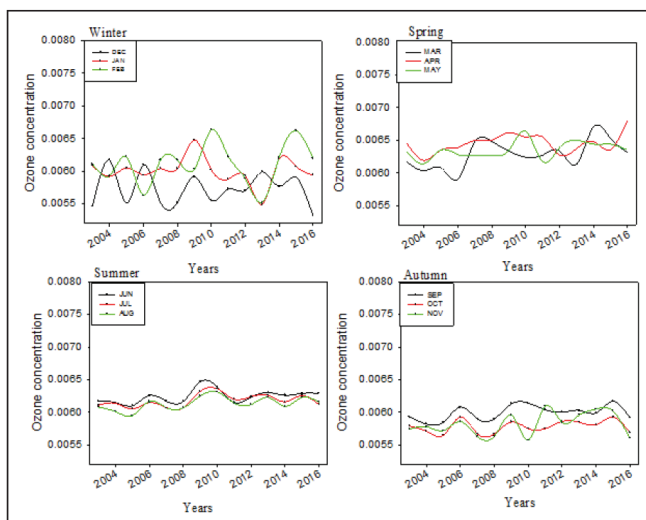 Winter
0.0080
0.0075
0.0070
0.0065
0.0060
0.0055
DEC
JAN
FEB
Ozone concentration
2004 2006 2008 2010 2012 2014 2016
Years
Spring
0.0080
0.0075
0.0070
0.0065
0.0060
0.0055
MAR
APR
MAY
Ozone concentration
2004 2006 2008 2010 2012 2014 2016
Years
Summer
0.0080
0.0075
0.0070
0.0065
0.0060
0.0055
JUN
JUL
AUG
Ozone concentration
2004 2006 2008 2010 2012 2014 2016
Years
Autumn
0.0080
0.0075
0.0070
0.0065
0.0060
0.0055
SEP
OCT
NOV
Ozone concentration
2004 2006 2008 2010 2012 2014 2016
Years